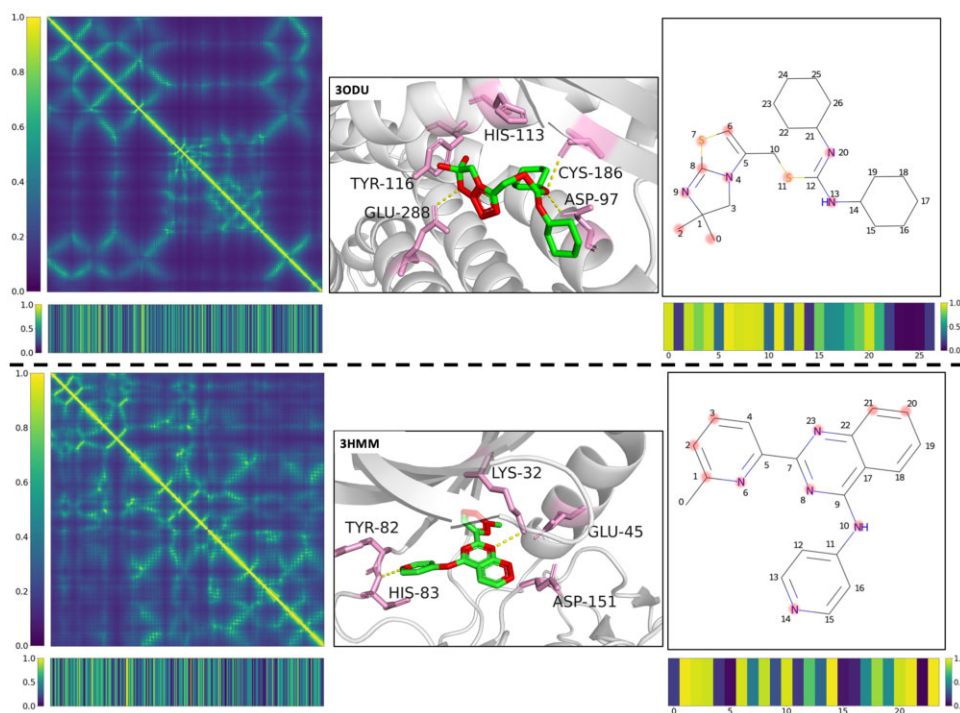 1.0
0.8
0.6
0.4
0.2
0.0
1.0
0.5
0.0
3ODU
HIS-113
TYR-116
CYS-186
GLU-288
ASP-97
24 25
23 26
22 21
7 6 10 N 20
8 5 19 18
S S
N 4 11 12 HN 13
9 N 14 17
3 15 16
2 1 0
1.0
0.5
0.0
0 5 10 15 20 25
1.0
0.8
0.6
0.4
0.2
0.0
1.0
0.5
0.0
3HMM
LYS-32
TYR-82
GLU-45
HIS-83
ASP-151
21 20
3 4 23 N 22
2 19
5 7 17 18
1 N 6 8 N 9
0 10 NH
12 11
13 16
14 N 15
1.0
0.5
0 5 10 15 20